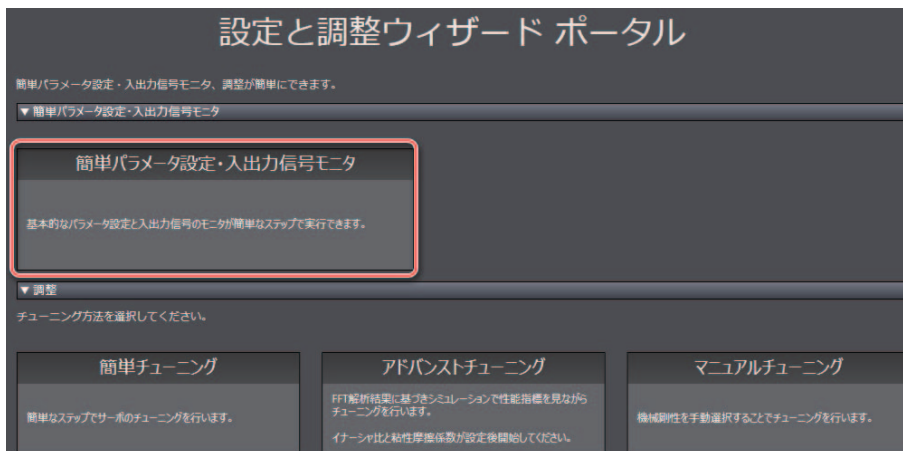 設定と調整ウィザード ポータル
簡単パラメータ設定・入出力信号モニタ、調整が簡単にできます。
▼簡単パラメータ設定・入出力信号モニタ
簡単パラメータ設定・入出力信号モニタ
基本的なパラメータ設定と入出力信号のモニタが簡単なステップで実行できます。
▼調整
チューニング方法を選択してください。
簡単チューニング
簡単なステップでサーボのチューニングを行います。
アドバンストチューニング
FFT解析結果に基づきシミュレーションで性能指標を見ながら
チューニングを行います。
イナーシャ比と粘性摩擦係数が設定後開始してください。
マニュアルチューニング
機械剛性を手動選択することでチューニングを行います。